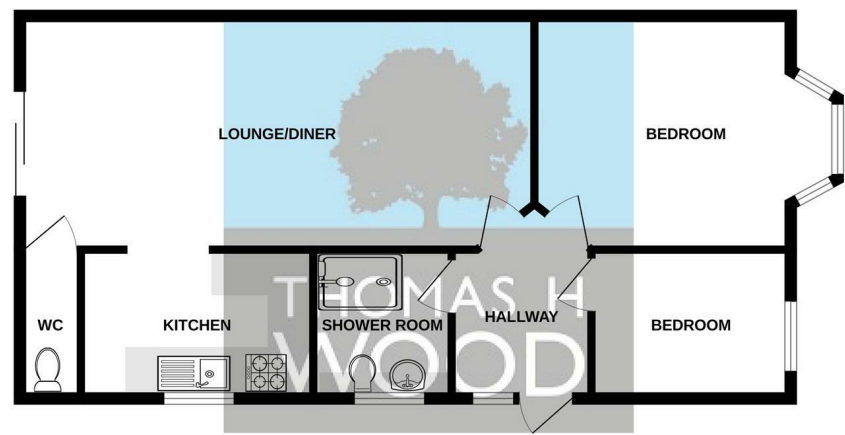 LOUNGE/DINER
BEDROOM
WC
KITCHEN
SHOWER ROOM
HALLWAY
BEDROOM
THOMAS H
WOOD